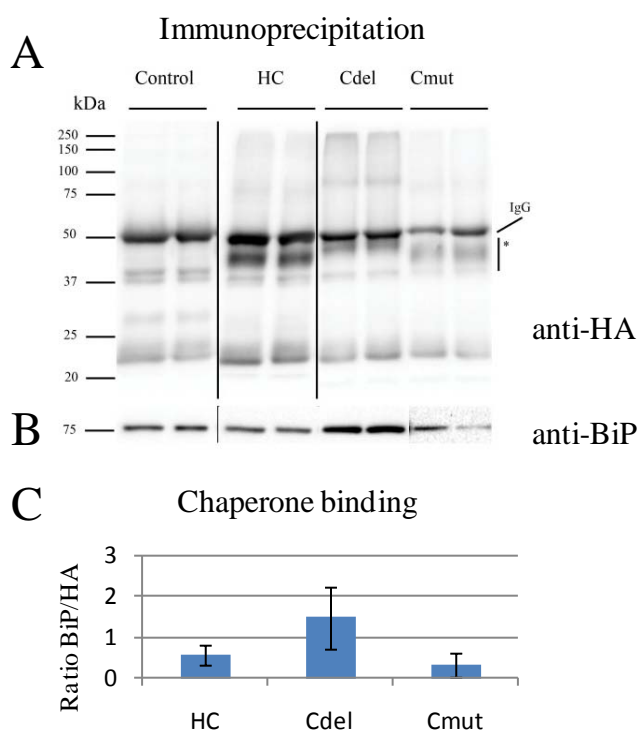 Immunoprecipitation
A
Control HC Cdel Cmut
kDa
250
150
100
75
50
37
25
20
IgG
*
anti-HA
B
75
anti-BiP
C
Chaperone binding
Ratio BiP/HA
3
2
1
0
HC Cdel Cmut